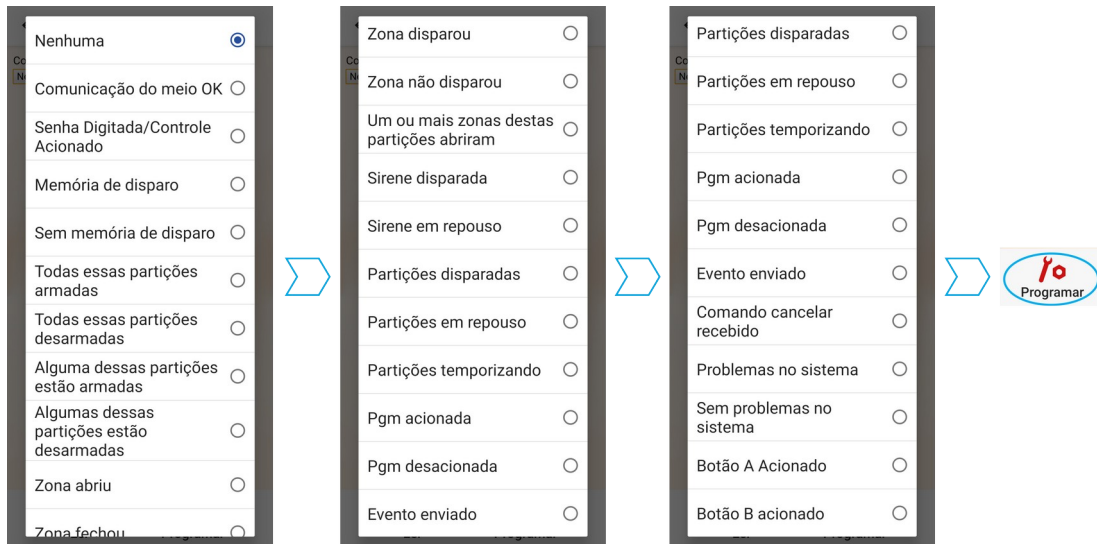 Nenhuma
Co
N
Comunicação do meio OK
Senha Digitada/Controle
Acionado
Memória de disparo
Sem memória de disparo
Todas essas partições
armadas
Todas essas partições
desarmadas
Alguma dessas partições
estão armadas
Algumas dessas
partições estão
desarmadas
Zona abriu
Zona fechou
Zona disparou
Co
N
Zona não disparou
Um ou mais zonas destas
partições abriram
Sirene disparada
Sirene em repouso
Partições disparadas
Partições em repouso
Partições temporizando
Pgm acionada
Pgm desacionada
Evento enviado
Partições disparadas
Co
N
Partições em repouso
Partições temporizando
Pgm acionada
Pgm desacionada
Evento enviado
Comando cancelar
recebido
Problemas no sistema
Sem problemas no
sistema
Botão A Acionado
Botão B acionado
Programar